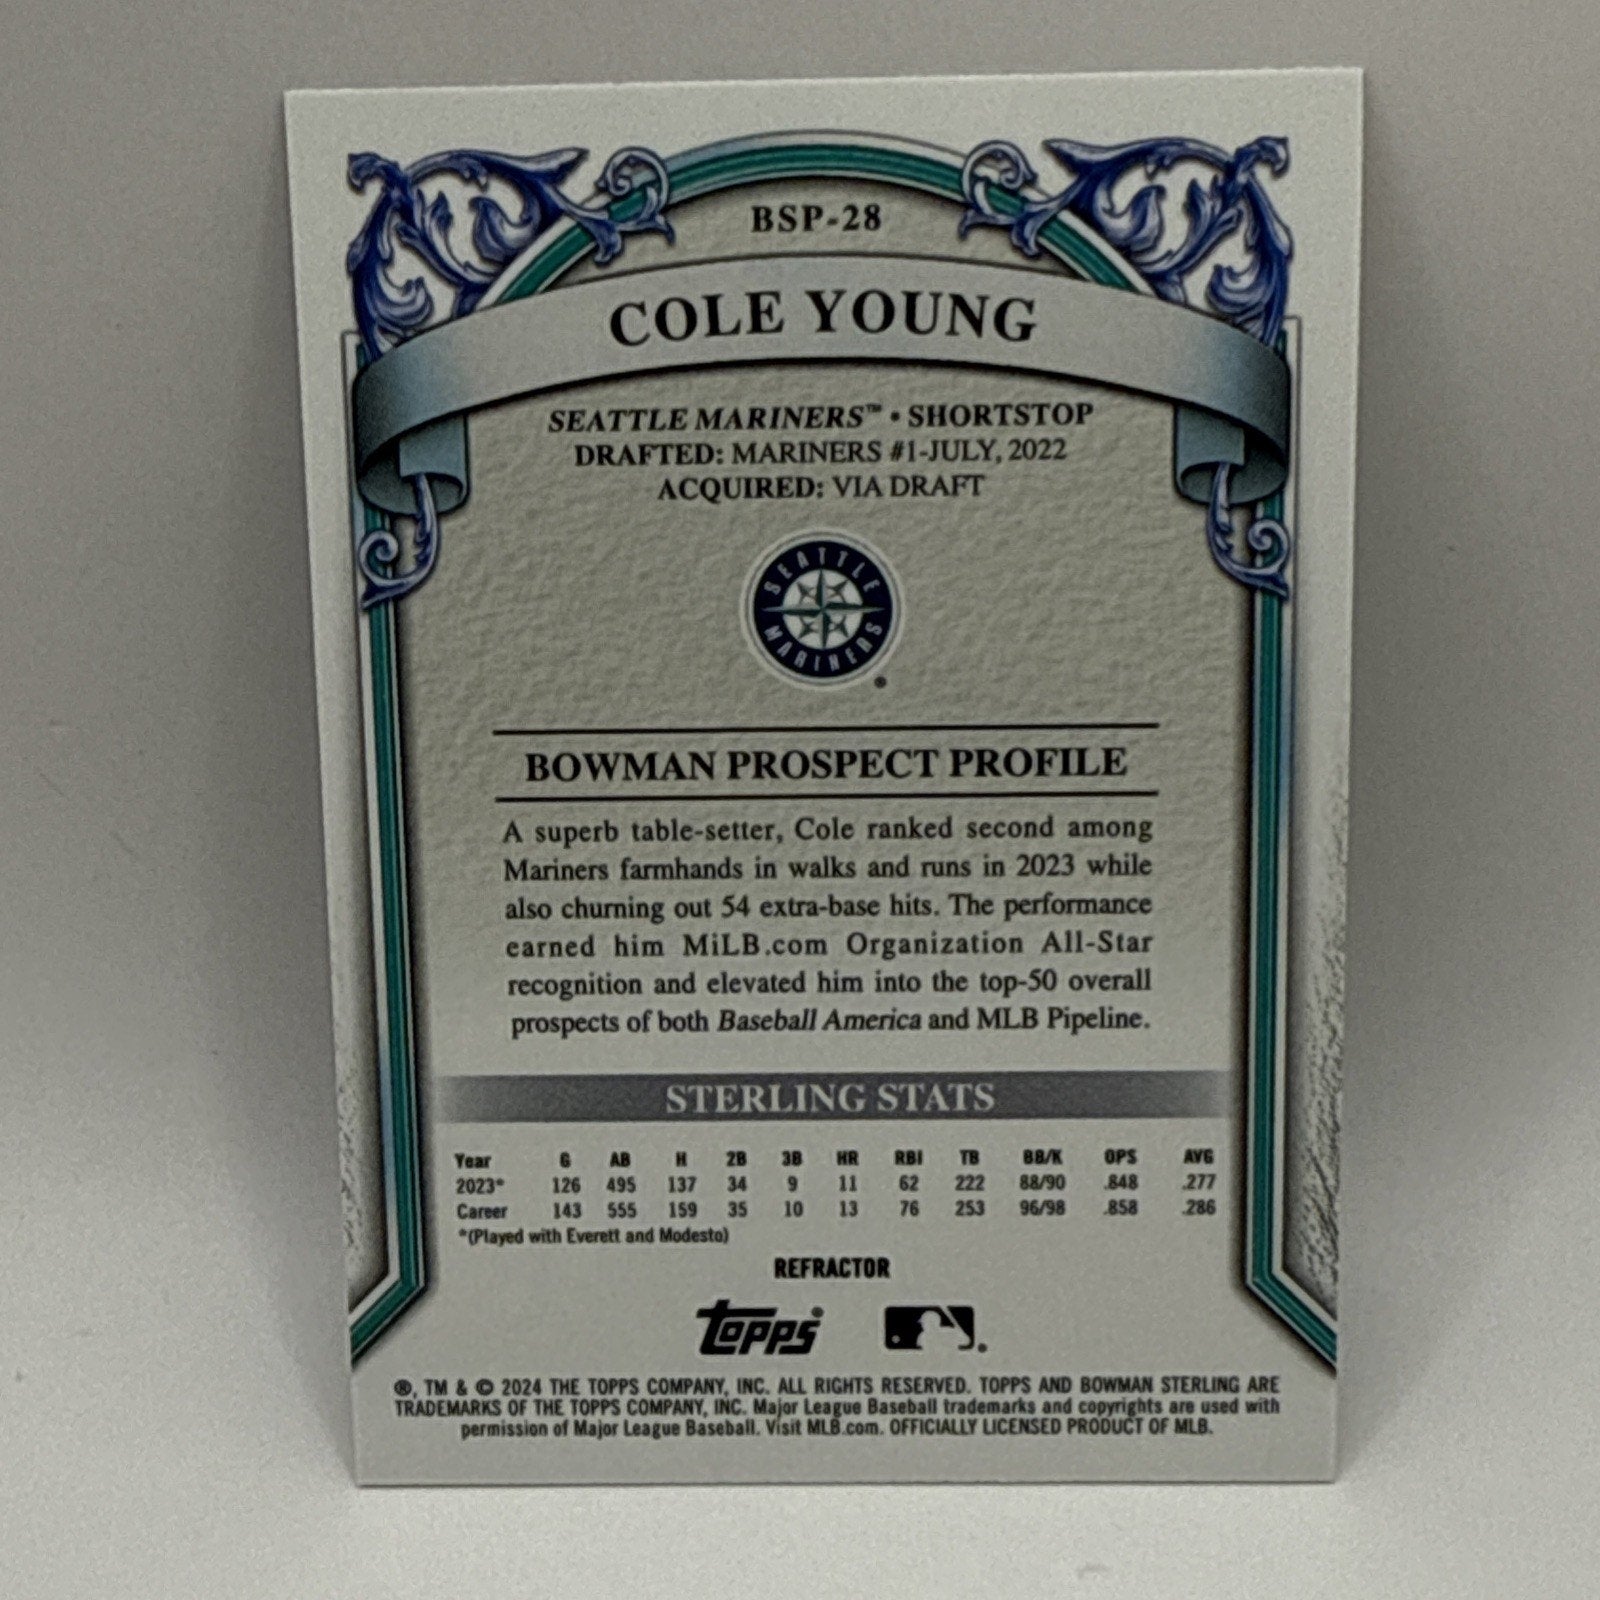 BSP-28
COLE YOUNG
SEATTLE MARINERS™ • SHORTSTOP
DRAFTED: MARINERS #1-JULY, 2022
ACQUIRED: VIA DRAFT
SEATTLE
MARINERS
®
BOWMAN PROSPECT PROFILE
A superb table-setter, Cole ranked second among
Mariners farmhands in walks and runs in 2023 while
also churning out 54 extra-base hits. The performance
earned him MiLB.com Organization All-Star
recognition and elevated him into the top-50 overall
prospects of both Baseball America and MLB Pipeline.
STERLING STATS
Year G AB H 2B 3B HR RBI TB BB/K OPS AVG
2023* 126 495 137 34 9 11 62 222 88/90 .848 .277
Career 143 555 159 35 10 13 76 253 96/98 .858 .286
*(Played with Everett and Modesto)
REFRACTOR
topps® ®
®, TM & © 2024 THE TOPPS COMPANY, INC. ALL RIGHTS RESERVED. TOPPS AND BOWMAN STERLING ARE
TRADEMARKS OF THE TOPPS COMPANY, INC. Major League Baseball trademarks and copyrights are used with
permission of Major League Baseball. Visit MLB.com. OFFICIALLY LICENSED PRODUCT OF MLB.